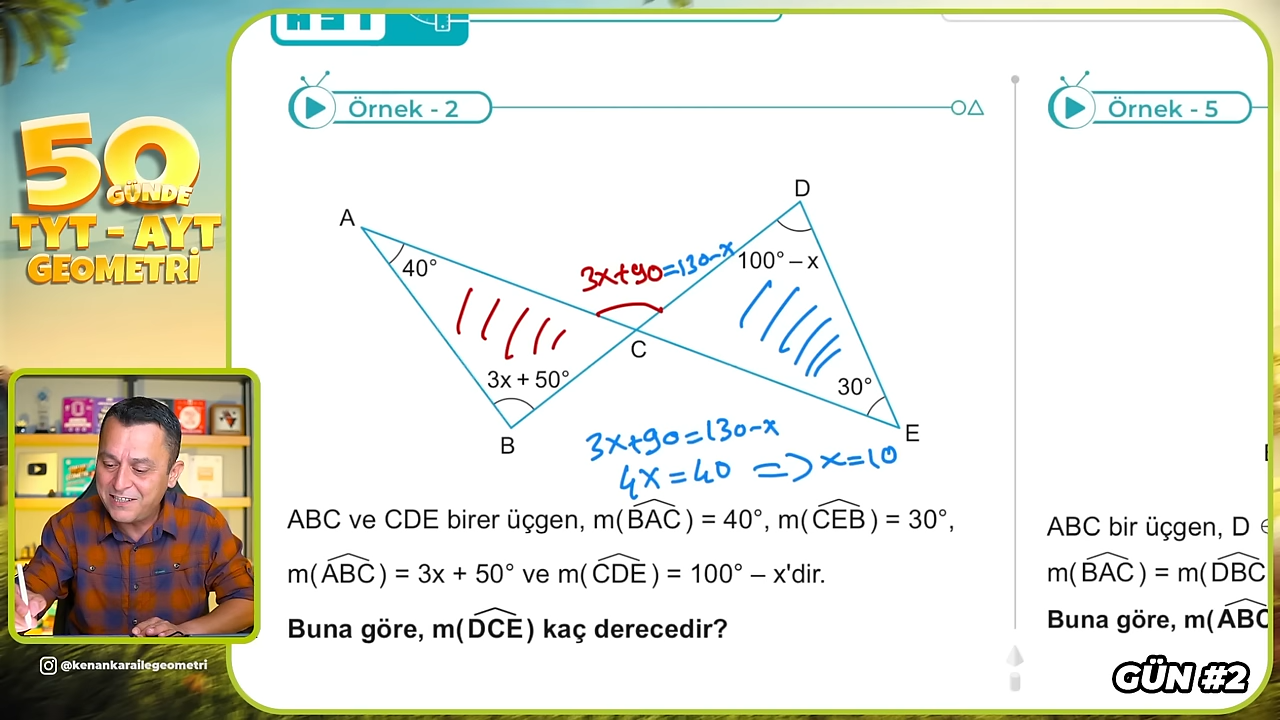 Örnek - 2
Örnek - 5
50
GÜNDE
TYT - AYT
GEOMETRİ
D
A
40°
3x+90=130-x
100° – x
C
3x + 50°
30°
B
E
3x+90=130-x
4x=40 => x=10
ABC ve CDE birer üçgen, m(BAC) = 40°, m(CEB) = 30°,
m(ABC) = 3x + 50° ve m(CDE) = 100° – x'dir.
Buna göre, m(DCE) kaç derecedir?
ABC bir üçgen, D ∈
m(BAC) = m(DBC
Buna göre, m(ABC
@kenankarailegeometri
GÜN #2